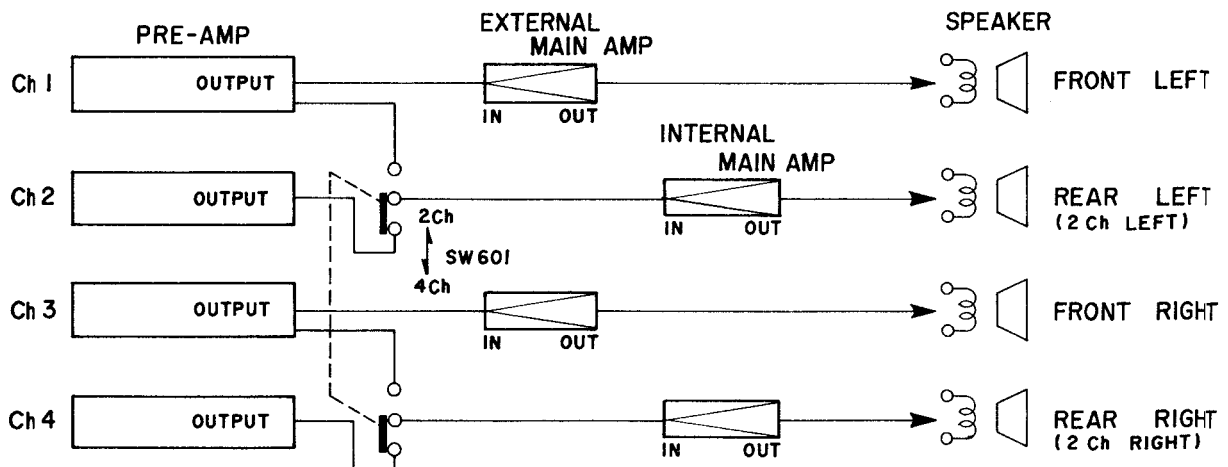 PRE-AMP
EXTERNAL
MAIN AMP
SPEAKER
Ch 1
OUTPUT
IN OUT
FRONT LEFT
INTERNAL
MAIN AMP
Ch 2
OUTPUT
2Ch
SW601
4Ch
IN OUT
REAR LEFT
(2 Ch LEFT)
Ch 3
OUTPUT
IN OUT
FRONT RIGHT
Ch 4
OUTPUT
IN OUT
REAR RIGHT
(2 Ch RIGHT)